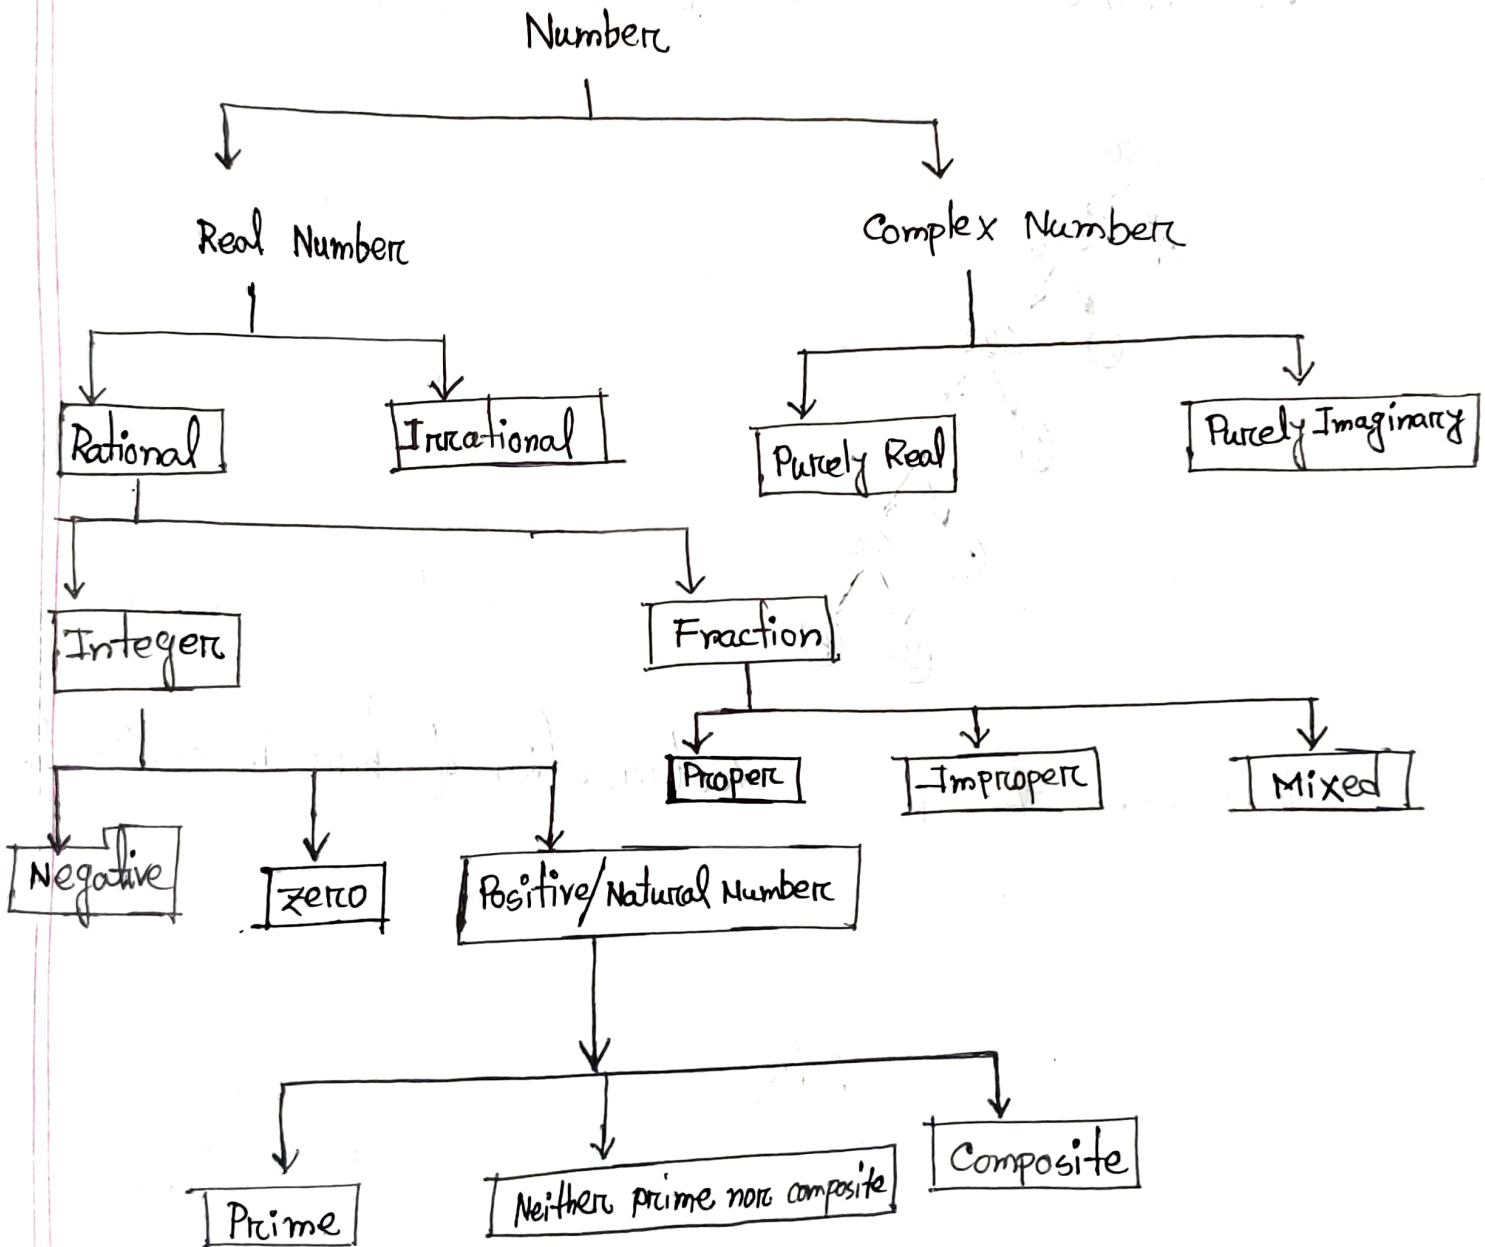 Number
Real Number
Complex Number
Rational
Irrational
Purely Real
Purely Imaginary
Integer
Fraction
Proper
Improper
Mixed
Negative
zero
Positive/Natural Number
Prime
Neither prime nor composite
Composite